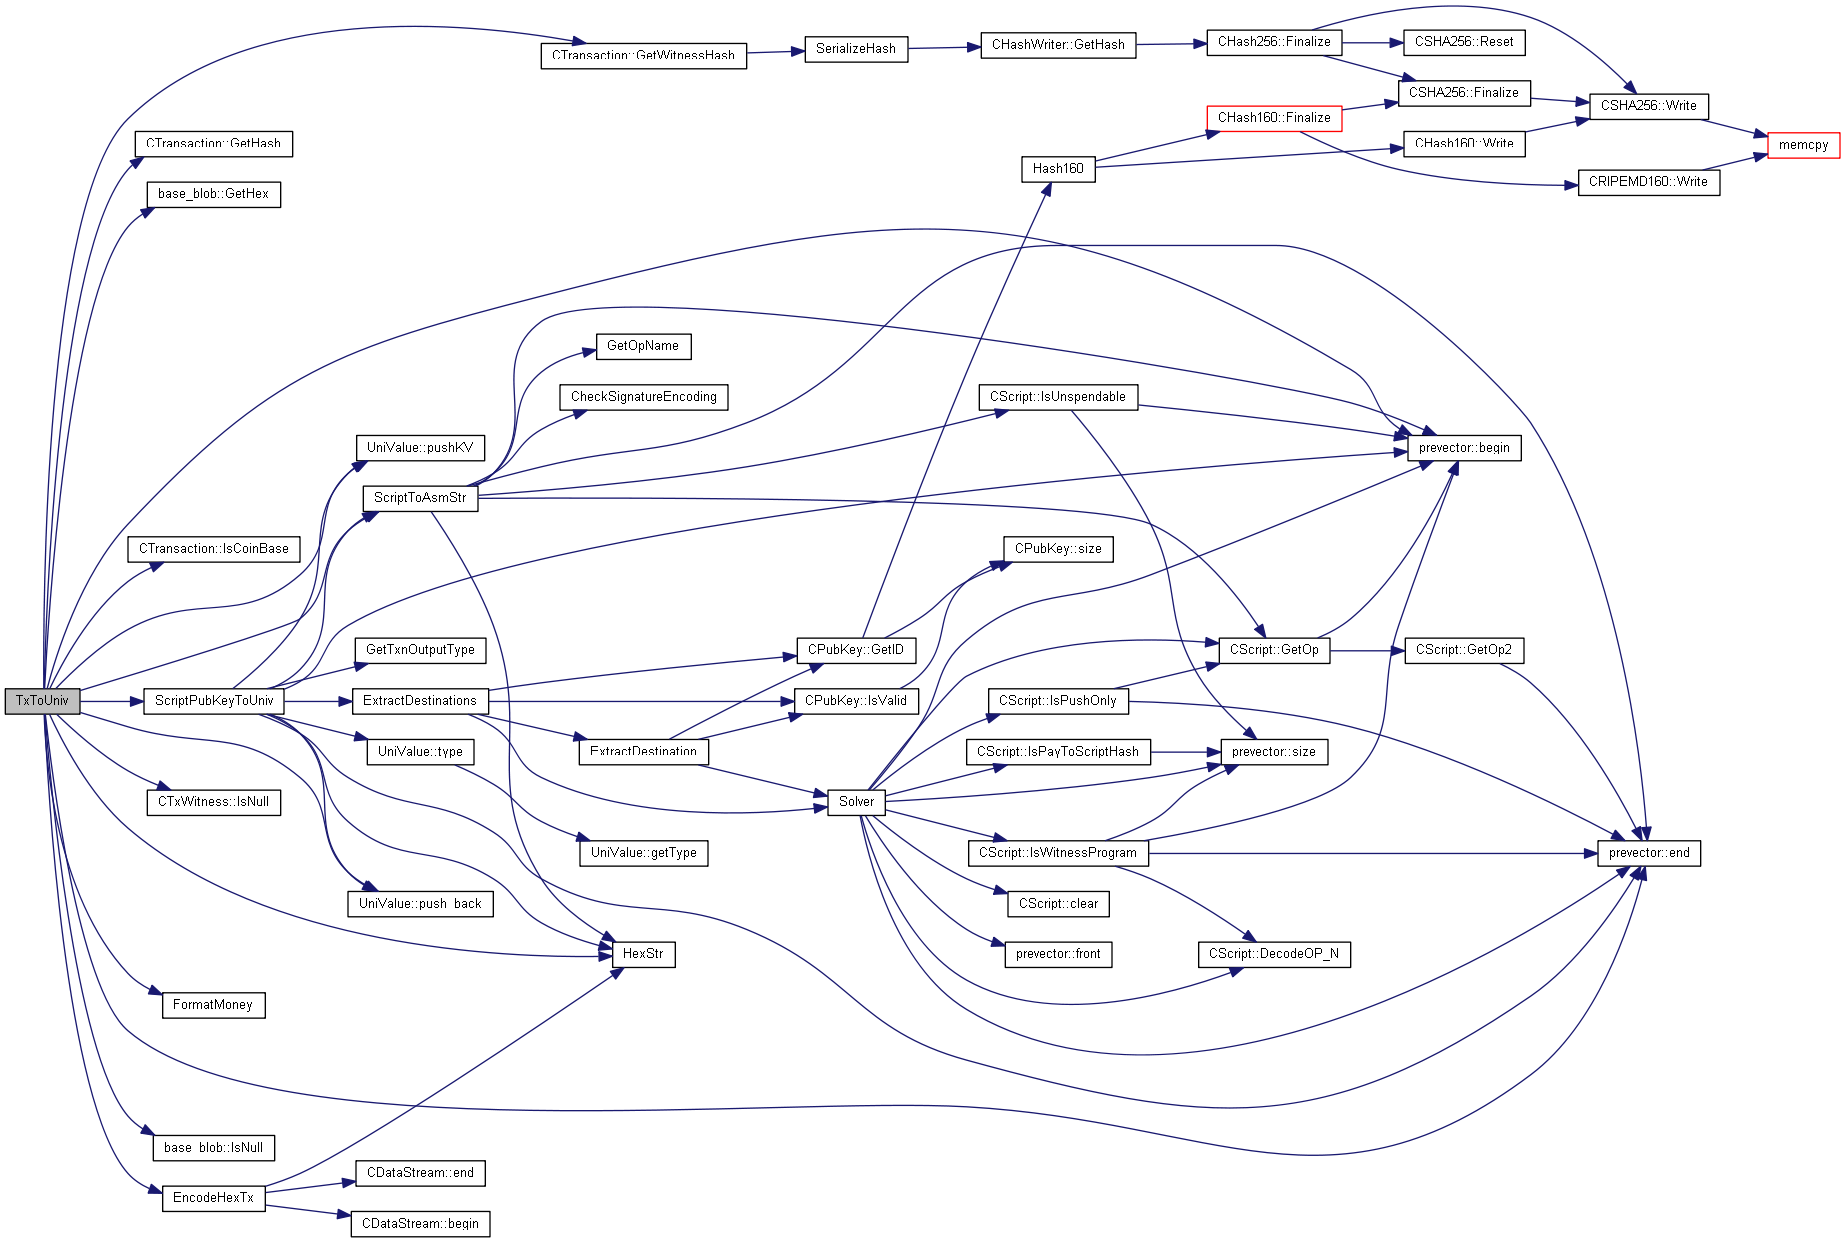 CTransaction::GetWitnessHash
SerializeHash
CHashWriter::GetHash
CHash256::Finalize
CSHA256::Reset
CSHA256::Finalize
CSHA256::Write
CHash160::Finalize
CHash160::Write
memcpy
Hash160
CRIPEMD160::Write
CTransaction::GetHash
base_blob::GetHex
GetOpName
CheckSignatureEncoding
CScript::IsUnspendable
UniValue::pushKV
prevector::begin
ScriptToAsmStr
CTransaction::IsCoinBase
CPubKey::size
GetTxnOutputType
CPubKey::GetID
CScript::GetOp
CScript::GetOp2
TxToUniv
ScriptPubKeyToUniv
ExtractDestinations
CPubKey::IsValid
CScript::IsPushOnly
UniValue::type
ExtractDestination
CScript::IsPayToScriptHash
prevector::size
CTxWitness::IsNull
Solver
UniValue::getType
CScript::IsWitnessProgram
prevector::end
UniValue::push back
CScript::clear
HexStr
prevector::front
CScript::DecodeOP_N
FormatMoney
base blob::IsNull
CDataStream::end
EncodeHexTx
CDataStream::begin